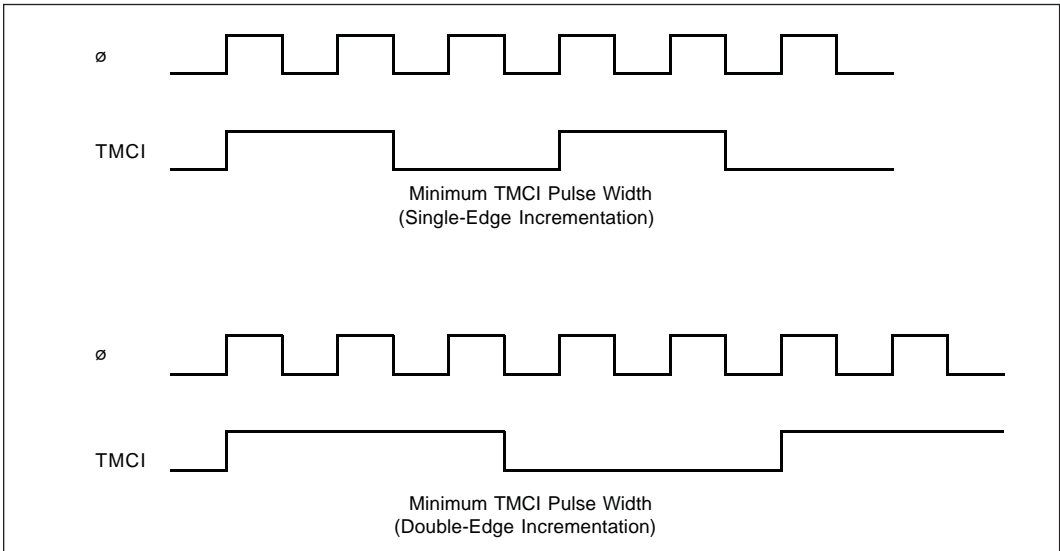 ø
TMCI
Minimum TMCI Pulse Width
(Single-Edge Incrementation)
ø
TMCI
Minimum TMCI Pulse Width
(Double-Edge Incrementation)